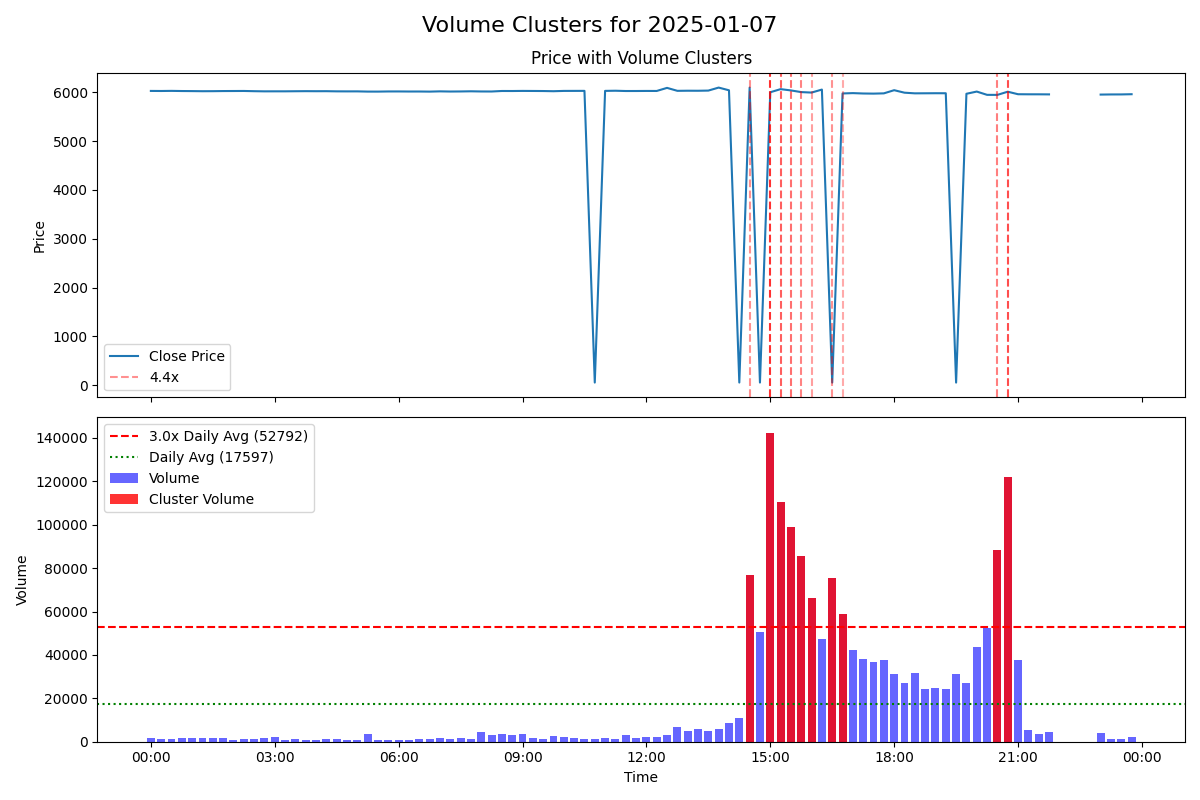 Volume Clusters for 2025-01-07
Price with Volume Clusters
Price
6000
5000
4000
3000
2000
1000
0
Close Price
4.4x
Volume
140000
120000
100000
80000
60000
40000
20000
0
3.0x Daily Avg (52792)
Daily Avg (17597)
Volume
Cluster Volume
00:00 03:00 06:00 09:00 12:00 15:00 18:00 21:00 00:00
Time